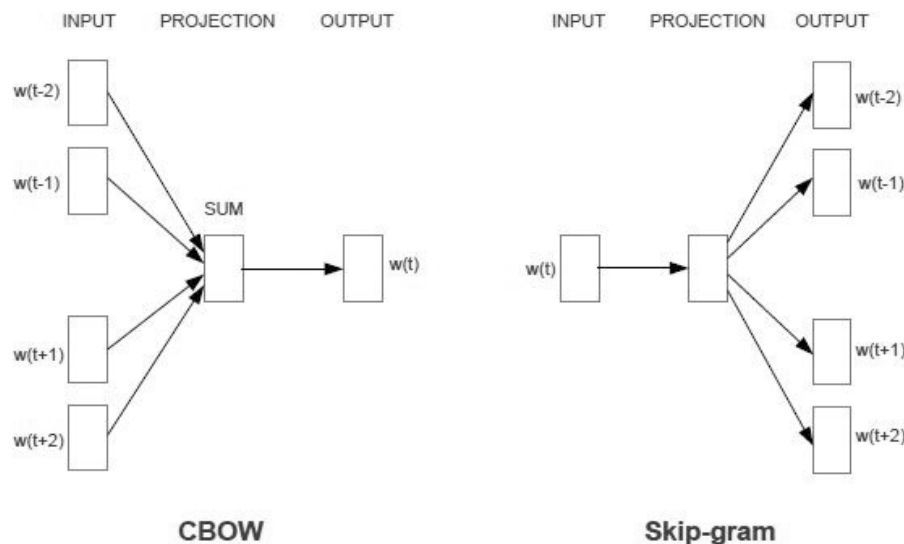 INPUT PROJECTION OUTPUT
w(t-2)
w(t-1)
SUM
w(t)
w(t+1)
w(t+2)
CBOW
INPUT PROJECTION OUTPUT
w(t-2)
w(t-1)
w(t)
w(t+1)
w(t+2)
Skip-gram